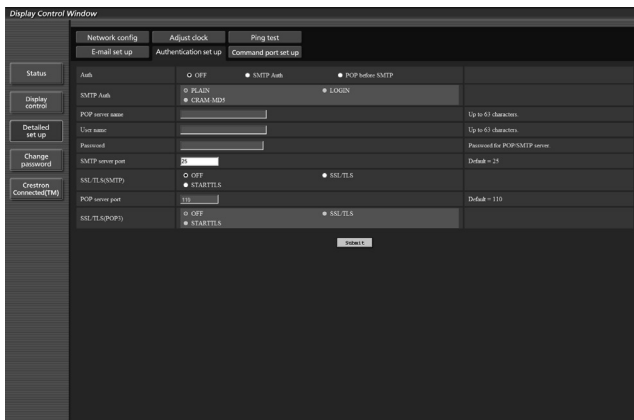 Display Control Window
Network config Adjust clock Ping test
E-mail set up Authentication set up Command port set up
Status
Display control
Detailed set up
Change password
Crestron Connected(TM)
Auth OFF SMTP Auth POP before SMTP
SMTP Auth PLAIN LOGIN
CRAM-MD5
POP server name Up to 63 characters.
User name Up to 63 characters.
Password Password for POP/SMTP server.
SMTP server port 25 Default = 25
SSL/TLS(SMTP) OFF SSL/TLS
STARTTLS
POP server port 110 Default = 110
SSL/TLS(POP3) OFF SSL/TLS
STARTTLS
Submit